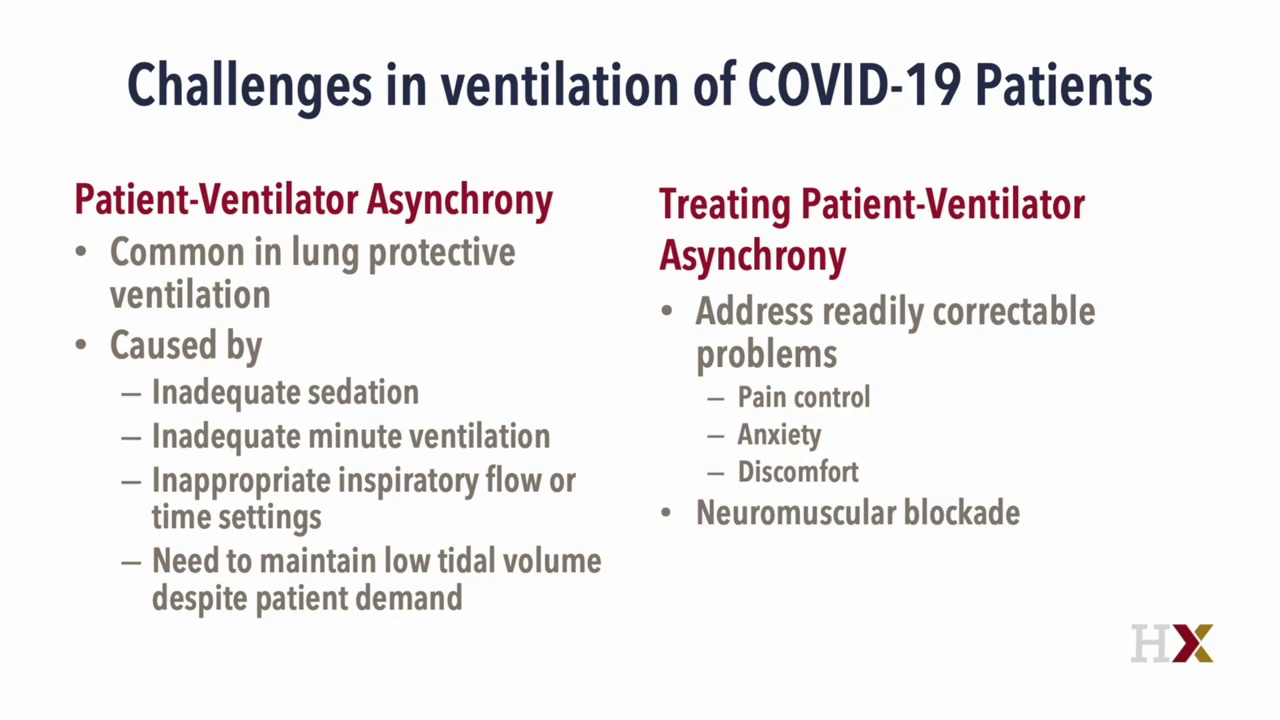 Challenges in ventilation of COVID-19 Patients
Patient-Ventilator Asynchrony
• Common in lung protective
ventilation
• Caused by
– Inadequate sedation
– Inadequate minute ventilation
– Inappropriate inspiratory flow or
time settings
– Need to maintain low tidal volume
despite patient demand
Treating Patient-Ventilator
Asynchrony
• Address readily correctable
problems
– Pain control
– Anxiety
– Discomfort
• Neuromuscular blockade
HX